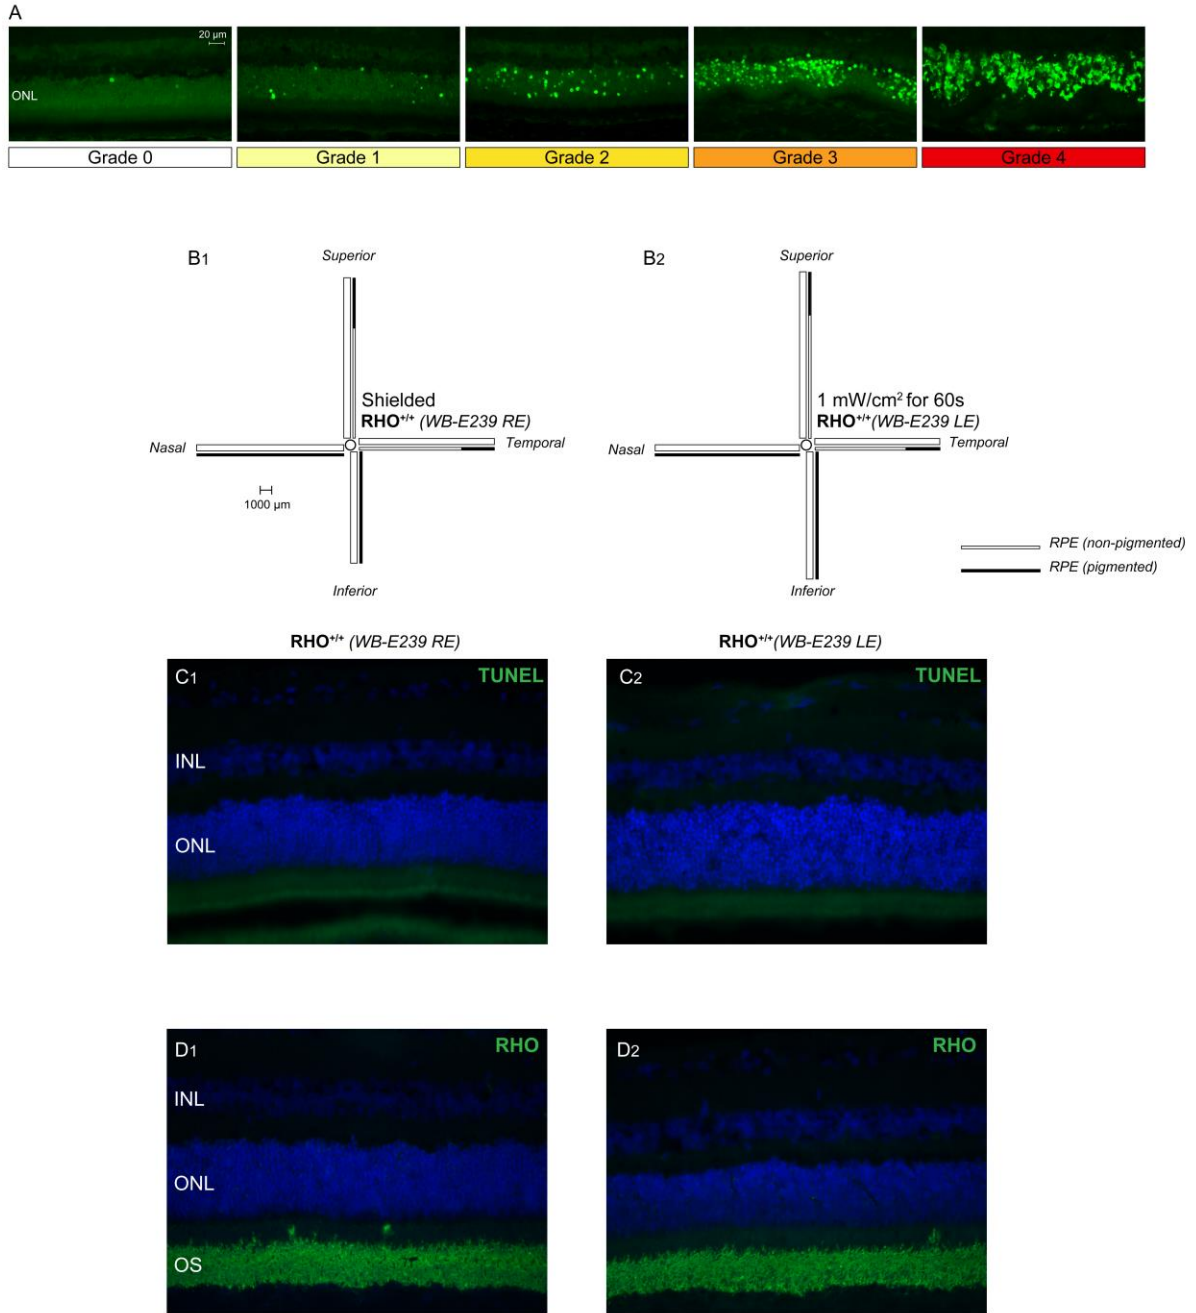 A
20 µm
ONL
Grade 0
Grade 1
Grade 2
Grade 3
Grade 4
B1
Superior
Shielded
RHO+/+ (WB-E239 RE)
Nasal
Temporal
1000 µm
Inferior
B2
Superior
1 mW/cm² for 60s
RHO+/+(WB-E239 LE)
Nasal
Temporal
Inferior
RPE (non-pigmented)
RPE (pigmented)
RHO+/+ (WB-E239 RE)
RHO+/+(WB-E239 LE)
C1
TUNEL
INL
ONL
C2
TUNEL
D1
RHO
INL
ONL
OS
D2
RHO